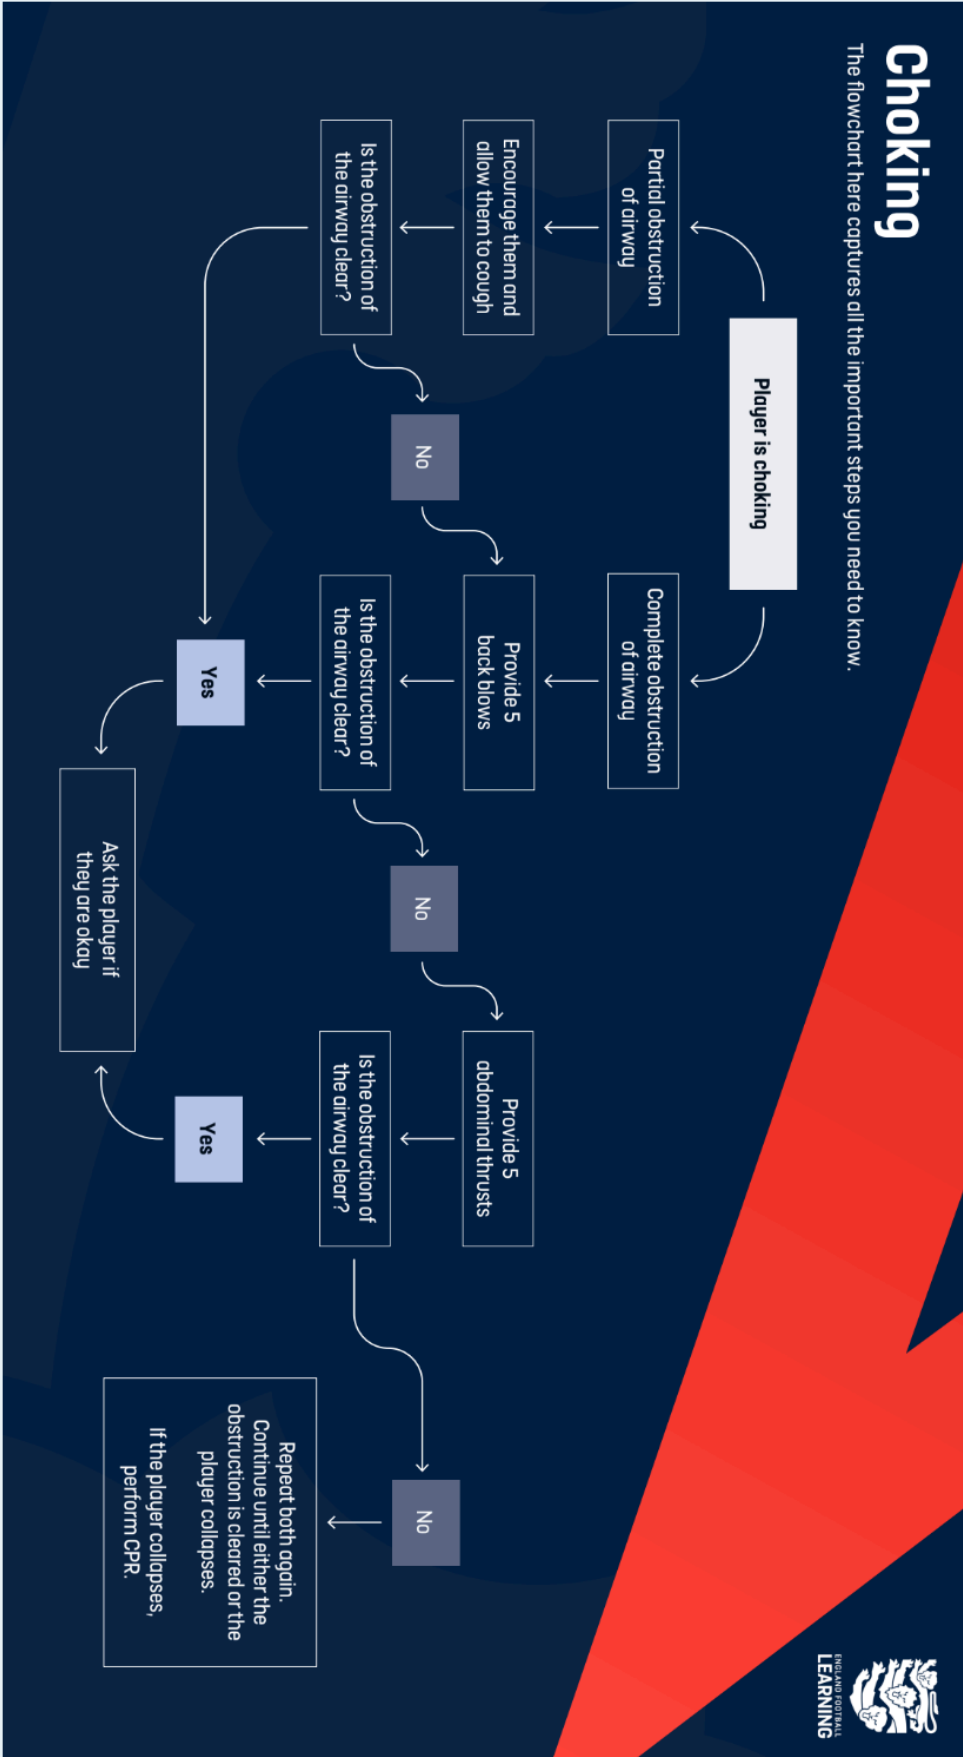 Choking
The flowchart here captures all the important steps you need to know.
Player is choking
Partial obstruction
of airway
Complete obstruction
of airway
Encourage them and
allow them to cough
Provide 5
back blows
Provide 5
abdominal thrusts
Is the obstruction of
the airway clear?
No
Is the obstruction of
the airway clear?
No
Is the obstruction of
the airway clear?
No
Yes
Yes
Ask the player if
they are okay
Repeat both again.
Continue until either the
obstruction is cleared or the
player collapses.
If the player collapses,
perform CPR.
ENGLAND FOOTBALL
LEARNING